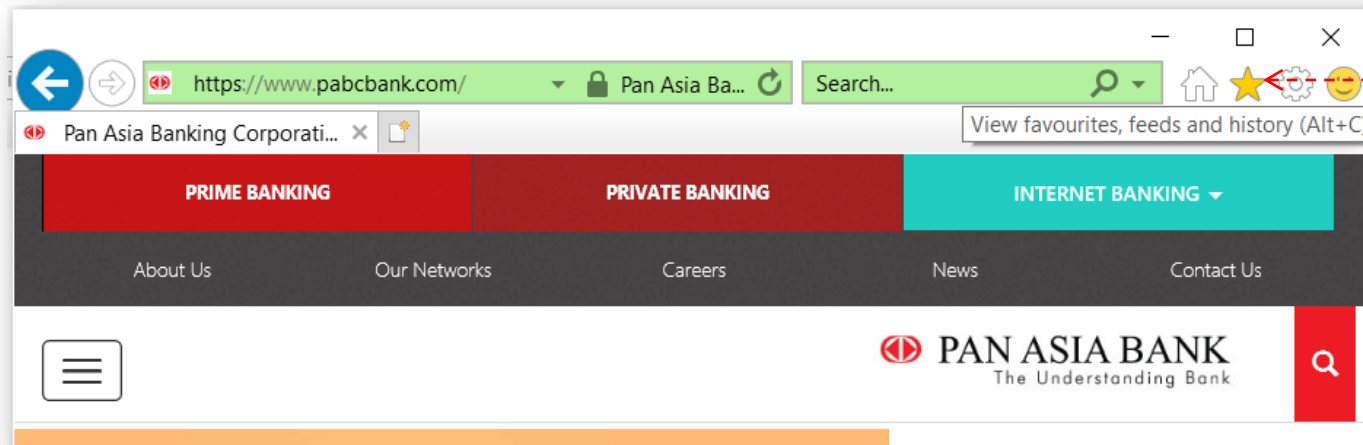 https://www.pabcbank.com/ Pan Asia Ba... Search...
Pan Asia Banking Corporati...
View favourites, feeds and history (Alt+C
PRIME BANKING PRIVATE BANKING INTERNET BANKING
About Us Our Networks Careers News Contact Us
PAN ASIA BANK
The Understanding Bank